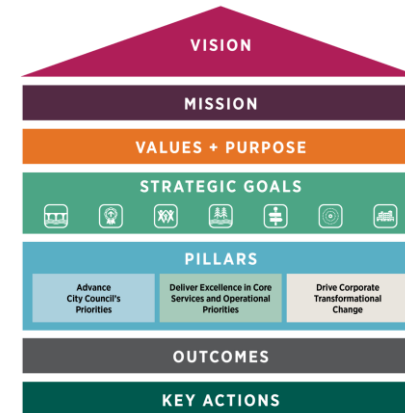 VISION
MISSION
VALUES + PURPOSE
STRATEGIC GOALS
PILLARS
Advance
City Council's
Priorities
Deliver Excellence in Core
Services and Operational
Priorities
Drive Corporate
Transformational
Change
OUTCOMES
KEY ACTIONS